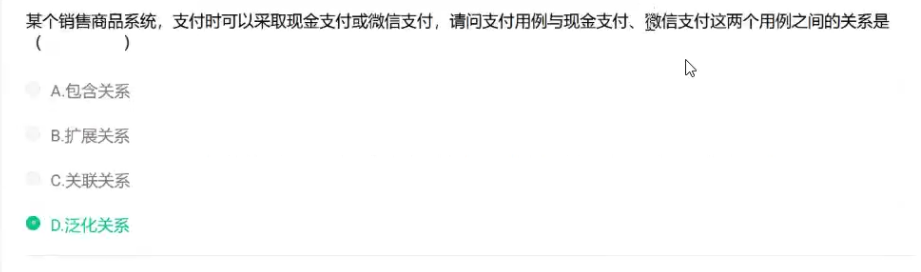 某个销售商品系统，支付时可以采取现金支付或微信支付，请问支付用例与现金支付、微信支付这两个用例之间的关系是
（ ）
A.包含关系
B.扩展关系
C.关联关系
D.泛化关系